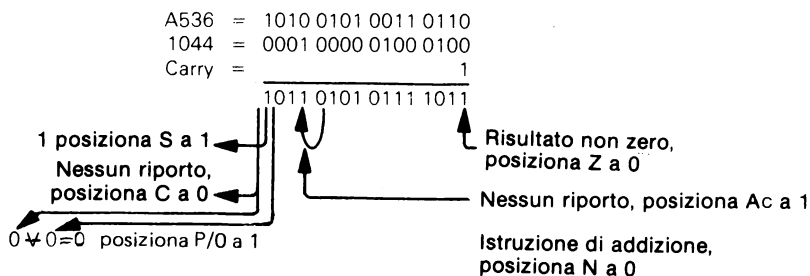 A536 = 1010 0101 0011 0110
1044 = 0001 0000 0100 0100
Carry = 1
1011 0101 0111 1011
1 posiziona S a 1
Risultato non zero,
posiziona Z a 0
Nessun riporto,
posiziona C a 0
Nessun riporto, posiziona Ac a 1
0 ⊻ 0=0 posiziona P/0 a 1
Istruzione di addizione,
posiziona N a 0